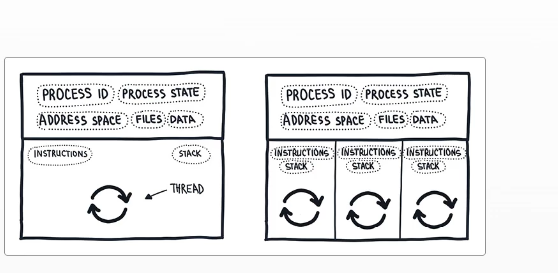 PROCESS ID PROCESS STATE
ADDRESS SPACE FILES DATA
INSTRUCTIONS STACK
THREAD
PROCESS ID PROCESS STATE
ADDRESS SPACE FILES DATA
INSTRUCTIONS INSTRUCTIONS INSTRUCTIONS
STACK STACK STACK